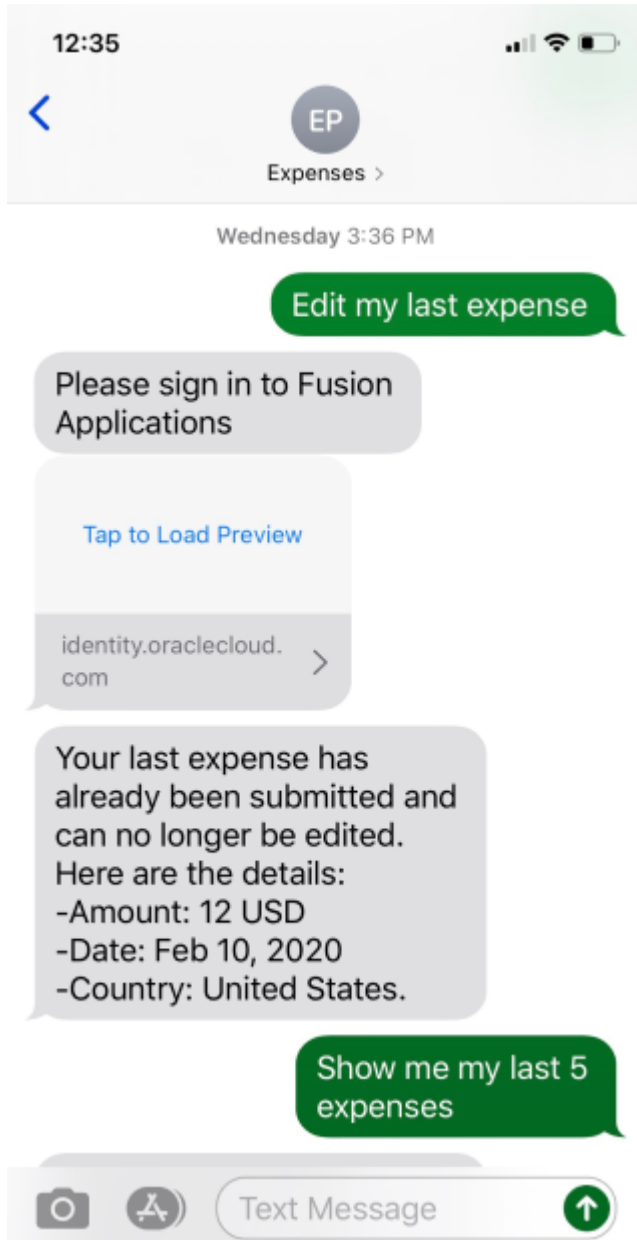 12:35
EP
Expenses >
Wednesday 3:36 PM
Edit my last expense
Please sign in to Fusion
Applications
Tap to Load Preview
identity.oraclecloud.
com
Your last expense has
already been submitted and
can no longer be edited.
Here are the details:
-Amount: 12 USD
-Date: Feb 10, 2020
-Country: United States.
Show me my last 5
expenses
Text Message